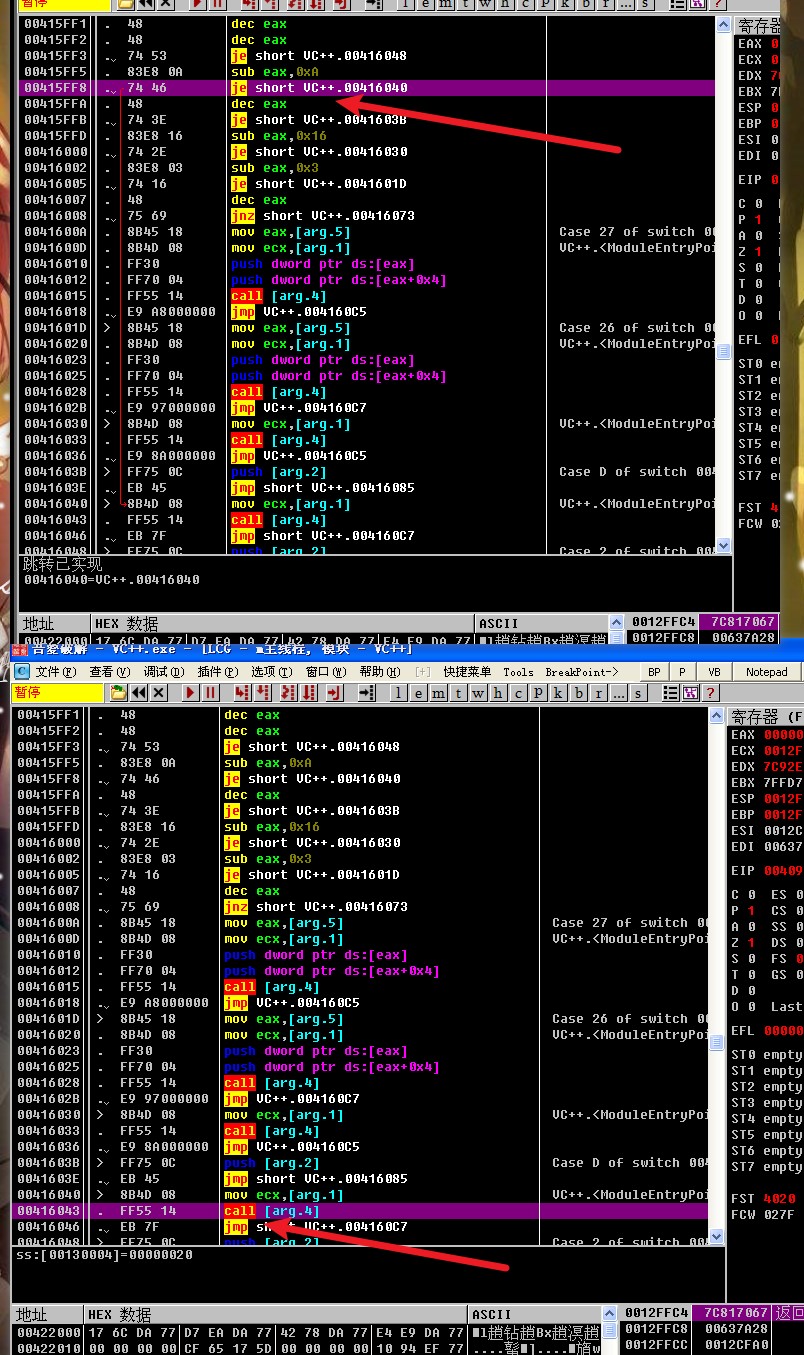 暂停
l e m t w h c p k b r ... s ?
00415FF1 . 48 dec eax
00415FF2 . 48 dec eax
00415FF3 .. 74 53 je short VC++.00416048
00415FF5 . 83E8 0A sub eax,0xA
00415FF8 .. 74 46 je short VC++.00416040
00415FFA . 48 dec eax
00415FFB .. 74 3E je short VC++.0041603B
00415FFD . 83E8 16 sub eax,0x16
00416000 .. 74 2E je short VC++.00416030
00416002 . 83E8 03 sub eax,0x3
00416005 .. 74 16 je short VC++.0041601D
00416007 . 48 dec eax
00416008 .. 75 69 jnz short VC++.00416073
0041600A . 8B45 18 mov eax,[arg.5] Case 27 of switch 00
0041600D . 8B4D 08 mov ecx,[arg.1] VC++.<ModuleEntryPoi
00416010 . FF30 push dword ptr ds:[eax]
00416012 . FF70 04 push dword ptr ds:[eax+0x4]
00416015 . FF55 14 call [arg.4]
00416018 .. E9 A8000000 jmp VC++.004160C5
0041601D > 8B45 18 mov eax,[arg.5] Case 26 of switch 00
00416020 . 8B4D 08 mov ecx,[arg.1] VC++.<ModuleEntryPoi
00416023 . FF30 push dword ptr ds:[eax]
00416025 . FF70 04 push dword ptr ds:[eax+0x4]
00416028 . FF55 14 call [arg.4]
0041602B .. E9 97000000 jmp VC++.004160C7
00416030 > 8B4D 08 mov ecx,[arg.1] VC++.<ModuleEntryPoi
00416033 . FF55 14 call [arg.4]
00416036 .. E9 8A000000 jmp VC++.004160C5
0041603B > FF75 0C push [arg.2] Case D of switch 004
0041603E .. EB 45 jmp short VC++.00416085
00416040 > 8B4D 08 mov ecx,[arg.1] VC++.<ModuleEntryPoi
00416043 . FF55 14 call [arg.4]
00416046 .. EB 7F jmp short VC++.004160C7
00416048 > FF75 0C push [arg.2] Case 2 of switch 004
寄存器
EAX 0
ECX 0
EDX 7
EBX 7
ESP 0
EBP 0
ESI 0
EDI 0
EIP 0
C 0
P 1
A 0
Z 1
S 0
T 0
D 0
O 0
EFL 0
ST0 e
ST1 e
ST2 e
ST3 e
ST4 e
ST5 e
ST6 e
ST7 e
FST 4
FCW 02
跳转已实现
00416040=VC++.00416040
地址 HEX 数据 ASCII 0012FFC4 7C817067
00422000 17 6C DA 77 D7 EA DA 77 42 78 DA 77 E4 E9 DA 77 0012FFC8 00637A28
吾爱破解 - VC++.exe - [LCG - 主线程, 模块 - VC++]
文件(F) 查看(V) 调试(D) 插件(P) 选项(T) 窗口(W) 帮助(H) [+] 快捷菜单 Tools BreakPoint-> BP P VB Notepad
暂停 l e m t w h c p k b r ... s ?
00415FF1 . 48 dec eax
00415FF2 . 48 dec eax
00415FF3 .. 74 53 je short VC++.00416048
00415FF5 . 83E8 0A sub eax,0xA
00415FF8 .. 74 46 je short VC++.00416040
00415FFA . 48 dec eax
00415FFB .. 74 3E je short VC++.0041603B
00415FFD . 83E8 16 sub eax,0x16
00416000 .. 74 2E je short VC++.00416030
00416002 . 83E8 03 sub eax,0x3
00416005 .. 74 16 je short VC++.0041601D
00416007 . 48 dec eax
00416008 .. 75 69 jnz short VC++.00416073
0041600A . 8B45 18 mov eax,[arg.5] Case 27 of switch 00
0041600D . 8B4D 08 mov ecx,[arg.1] VC++.<ModuleEntryPoi
00416010 . FF30 push dword ptr ds:[eax]
00416012 . FF70 04 push dword ptr ds:[eax+0x4]
00416015 . FF55 14 call [arg.4]
00416018 .. E9 A8000000 jmp VC++.004160C5
0041601D > 8B45 18 mov eax,[arg.5] Case 26 of switch 00
00416020 . 8B4D 08 mov ecx,[arg.1] VC++.<ModuleEntryPoi
00416023 . FF30 push dword ptr ds:[eax]
00416025 . FF70 04 push dword ptr ds:[eax+0x4]
00416028 . FF55 14 call [arg.4]
0041602B .. E9 97000000 jmp VC++.004160C7
00416030 > 8B4D 08 mov ecx,[arg.1] VC++.<ModuleEntryPoi
00416033 . FF55 14 call [arg.4]
00416036 .. E9 8A000000 jmp VC++.004160C5
0041603B > FF75 0C push [arg.2] Case D of switch 004
0041603E .. EB 45 jmp short VC++.00416085
00416040 > 8B4D 08 mov ecx,[arg.1] VC++.<ModuleEntryPoi
00416043 . FF55 14 call [arg.4]
00416046 .. EB 7F jmp short VC++.004160C7
00416048 > FF75 0C push [arg.2] Case 2 of switch 004
寄存器 (F
EAX 00000
ECX 0012F
EDX 7C92E
EBX 7FFD7
ESP 0012F
EBP 0012F
ESI 0012C
EDI 00637
EIP 00409
C 0 ES 0
P 1 CS 0
A 0 SS 0
Z 1 DS 0
S 0 FS 0
T 0 GS 0
D 0
O 0 Last
EFL 00000
ST0 empty
ST1 empty
ST2 empty
ST3 empty
ST4 empty
ST5 empty
ST6 empty
ST7 empty
FST 4020
FCW 027F
ss:[00130004]=00000020
地址 HEX 数据 ASCII 0012FFC4 7C817067 返回
00422000 17 6C DA 77 D7 EA DA 77 42 78 DA 77 E4 E9 DA 77 0012FFC8 00637A28
00422010 00 00 00 00 CF 65 17 5D 00 00 00 00 10 94 EF 77 0012FFCC 0012CFA0